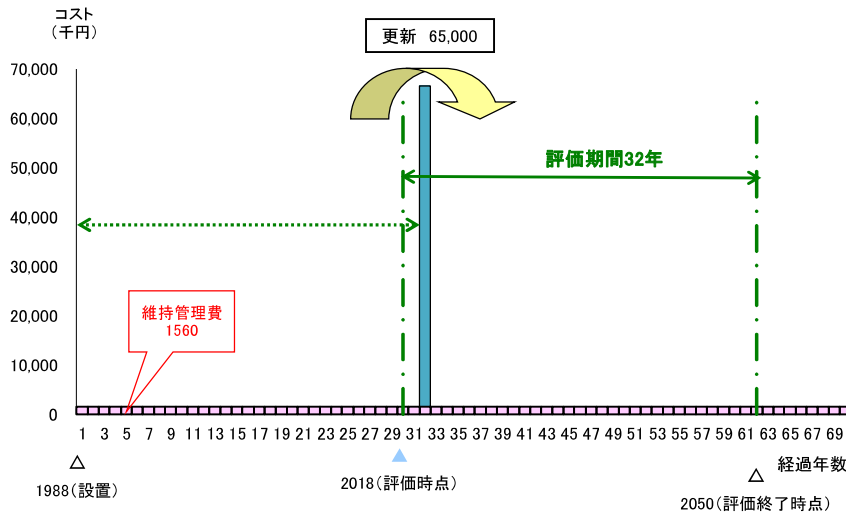 コスト
(千円)
更新 65,000
70,000
60,000
50,000
40,000
30,000
20,000
10,000
0
評価期間32年
維持管理費
1560
1 3 5 7 9 11 13 15 17 19 21 23 25 27 29 31 33 35 37 39 41 43 45 47 49 51 53 55 57 59 61 63 65 67 69
経過年数
1988(設置)
2018(評価時点)
2050(評価終了時点)